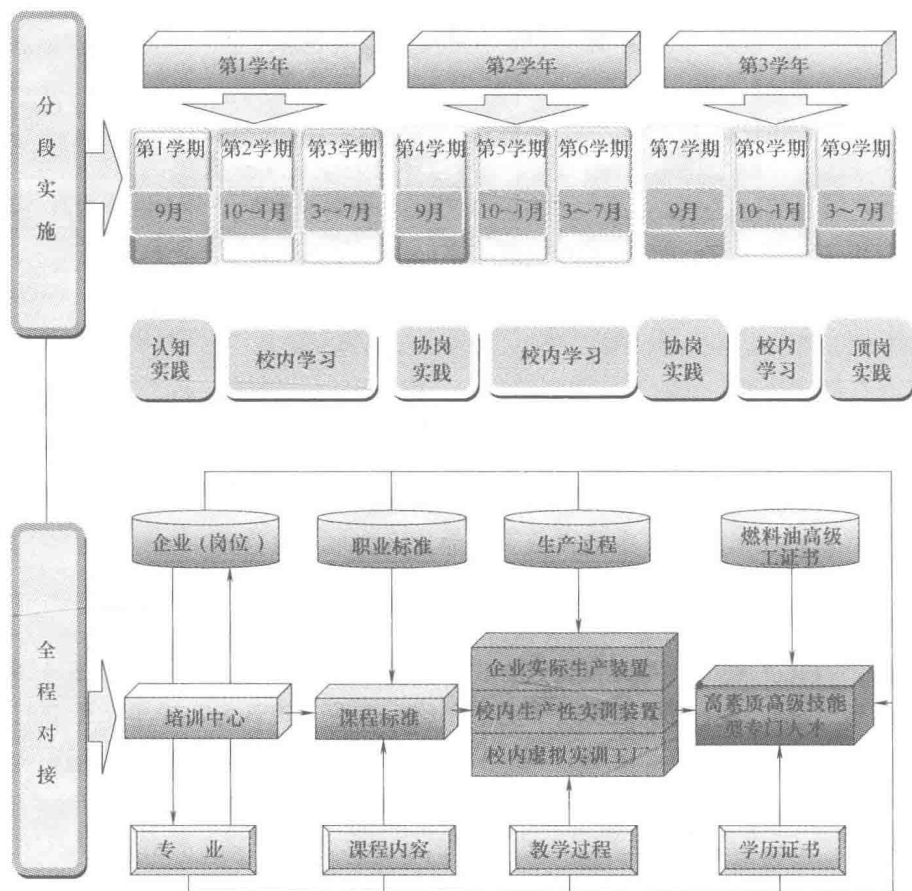 分段实施
第1学年 第2学年 第3学年
第1学期 第2学期 第3学期 第4学期 第5学期 第6学期 第7学期 第8学期 第9学期
9月 10~1月 3~7月 9月 10~1月 3~7月 9月 10~1月 3~7月
认知
实践
校内学习
协岗
实践
校内学习
协岗
实践
校内
学习
顶岗
实践
全程对接
企业(岗位) 职业标准 生产过程
燃料油高级
工证书
培训中心 课程标准
企业实际生产装置
校内生产性实训装置
校内虚拟实训工厂
高素质高级技能
型专门人才
专 业 课程内容 教学过程 学历证书